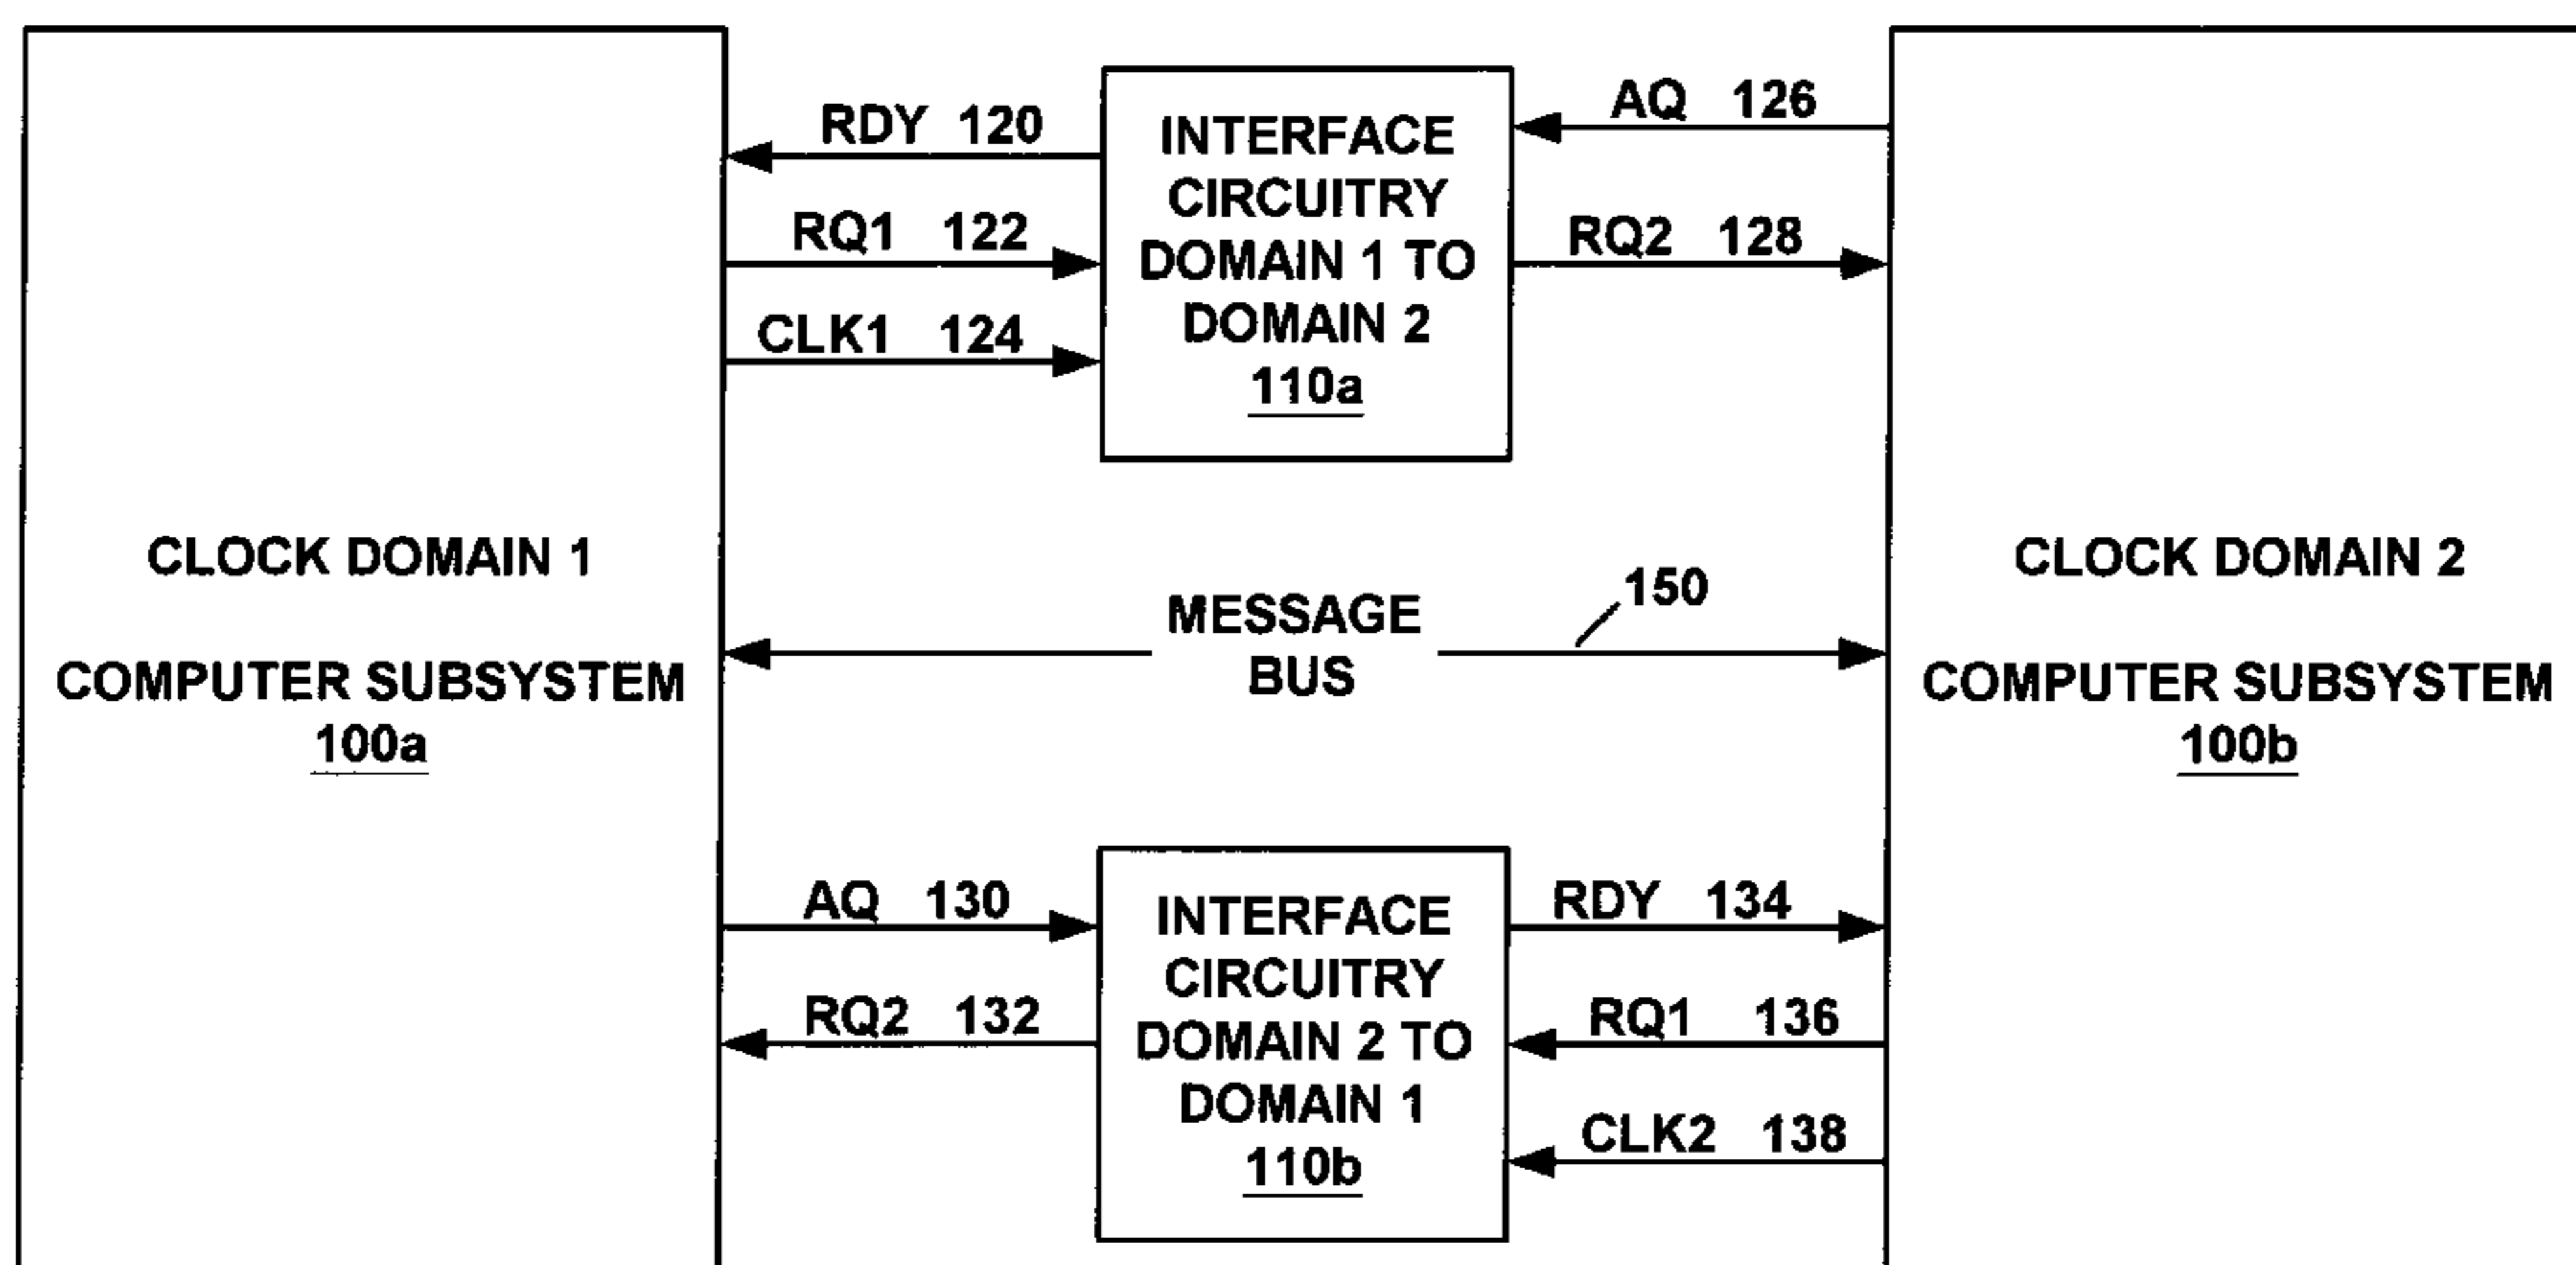 CLOCK DOMAIN 1
COMPUTER SUBSYSTEM
100a
RDY 120
RQ1 122
CLK1 124
INTERFACE
CIRCUITRY
DOMAIN 1 TO
DOMAIN 2
110a
AQ 126
RQ2 128
MESSAGE
BUS
150
AQ 130
RQ2 132
INTERFACE
CIRCUITRY
DOMAIN 2 TO
DOMAIN 1
110b
RDY 134
RQ1 136
CLK2 138
CLOCK DOMAIN 2
COMPUTER SUBSYSTEM
100b